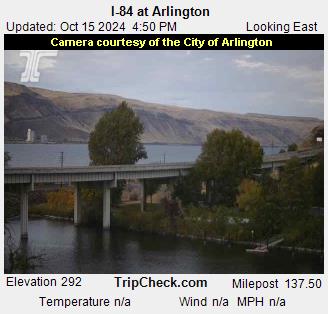 I-84 at Arlington
Updated: Oct 15 2024 4:50 PM Looking East
Camera courtesy of the City of Arlington
Elevation 292 TripCheck.com Milepost 137.50
Temperature n/a Wind n/a MPH n/a